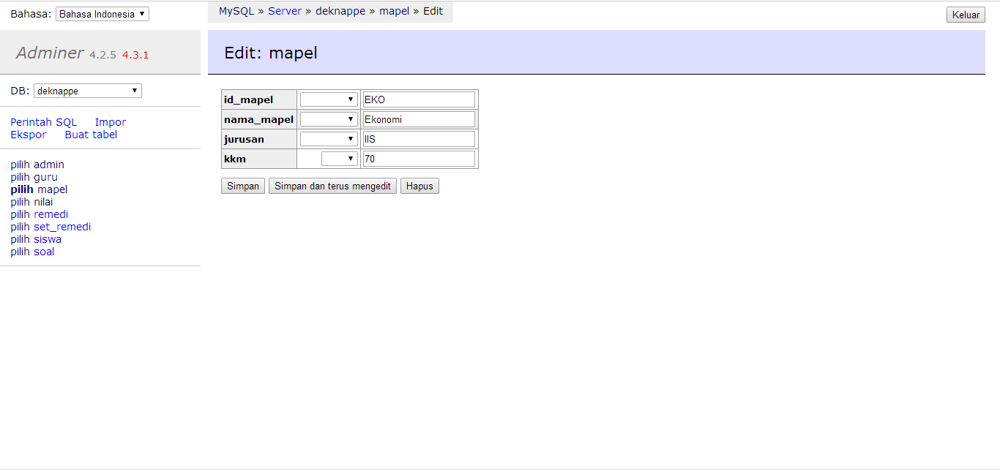 Bahasa: Bahasa Indonesia
MySQL » Server » deknappe » mapel » Edit
Keluar
Adminer 4.2.5 4.3.1
Edit: mapel
DB: deknappe
Perintah SQL Impor
Ekspor Buat tabel
pilih admin
pilih guru
pilih mapel
pilih nilai
pilih remedi
pilih set_remedi
pilih siswa
pilih soal
id_mapel EKO
nama_mapel Ekonomi
jurusan IIS
kkm 70
Simpan Simpan dan terus mengedit Hapus